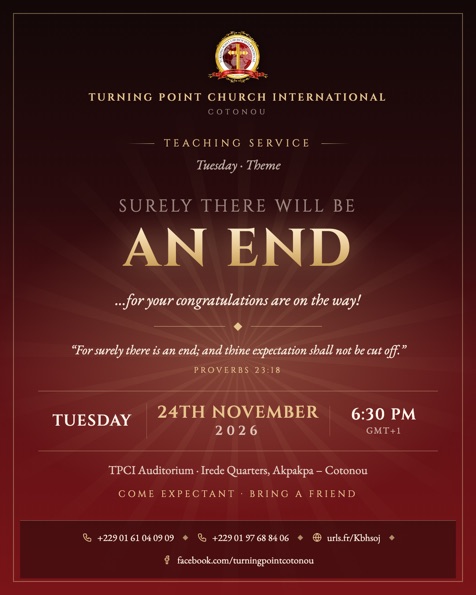 TURNING POINT CHURCH INTERNATIONAL
COTONOU
TEACHING SERVICE
Tuesday · Theme
SURELY THERE WILL BE
AN END
...for your congratulations are on the way!
“For surely there is an end; and thine expectation shall not be cut off.”
PROVERBS 23:18
TUESDAY
24TH NOVEMBER
2026
6:30 PM
GMT+1
TPCI Auditorium · Irede Quarters, Akpakpa – Cotonou
COME EXPECTANT · BRING A FRIEND
+229 01 61 04 09 09 ◆ +229 01 97 68 84 06 ◆ urls.fr/Kbhsoj ◆
facebook.com/turningpointcotonou